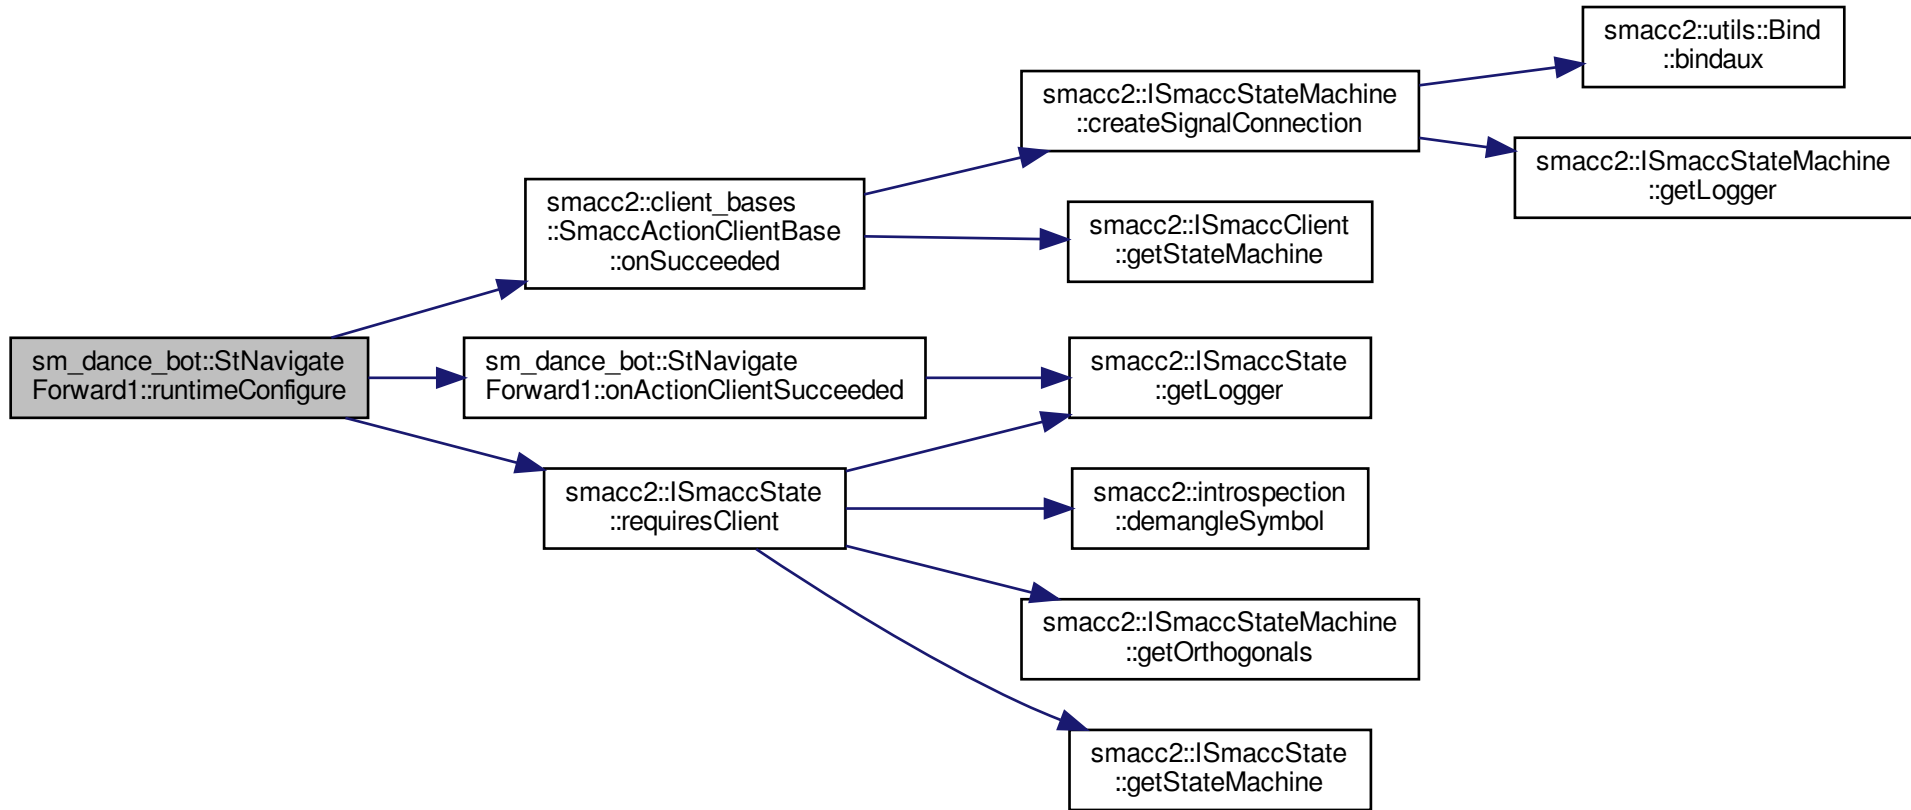 smacc2::utils::Bind
::bindaux
smacc2::ISmaccStateMachine
::createSignalConnection
smacc2::ISmaccStateMachine
::getLogger
smacc2::client_bases
::SmaccActionClientBase
::onSucceeded
smacc2::ISmaccClient
::getStateMachine
sm_dance_bot::StNavigate
Forward1::runtimeConfigure
sm_dance_bot::StNavigate
Forward1::onActionClientSucceeded
smacc2::ISmaccState
::getLogger
smacc2::ISmaccState
::requiresClient
smacc2::introspection
::demangleSymbol
smacc2::ISmaccStateMachine
::getOrthogonals
smacc2::ISmaccState
::getStateMachine